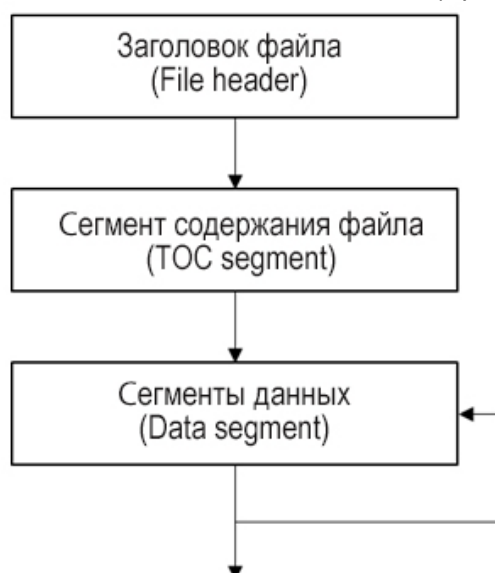 Заголовок файла
(File header)
Сегмент содержания файла
(TOC segment)
Сегменты данных
(Data segment)